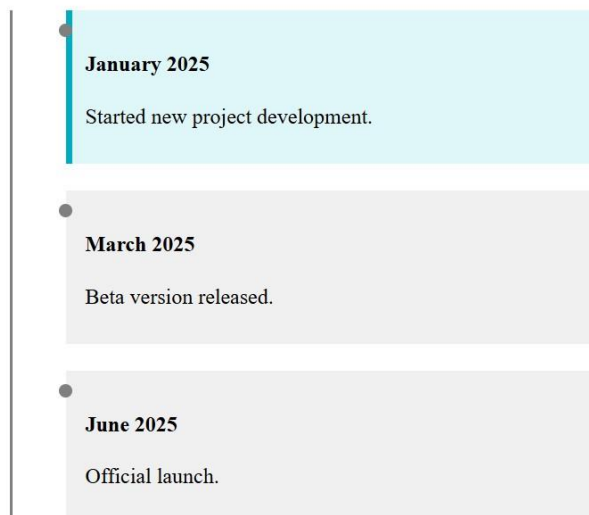 January 2025
Started new project development.
March 2025
Beta version released.
June 2025
Official launch.